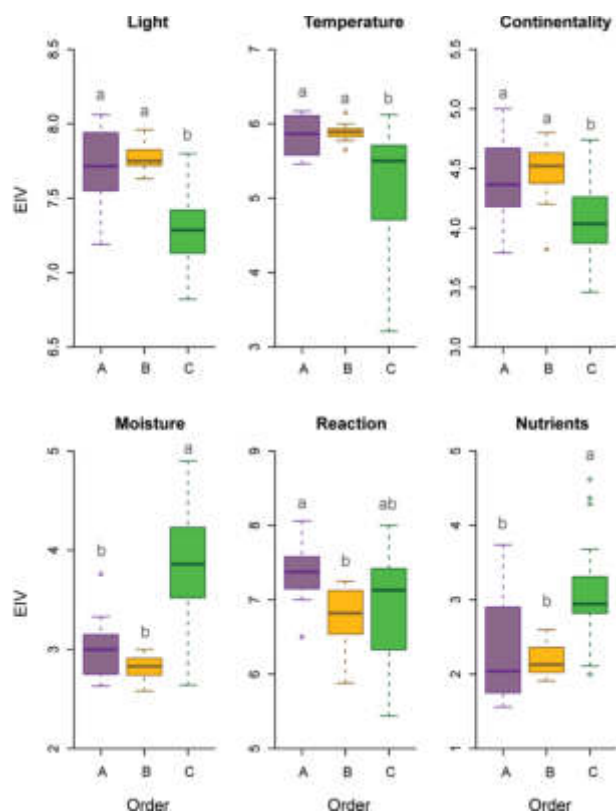 Light
Temperature
Continentality
EIV
8.5
8.0
7.5
7.0
6.5
a
a
b
A
B
C
7
6
5
4
3
a
a
b
A
B
C
5.5
5.0
4.5
4.0
3.5
3.0
a
a
b
A
B
C
Moisture
Reaction
Nutrients
EIV
5
4
3
2
b
b
a
A
B
C
Order
9
8
7
6
5
a
b
ab
A
B
C
Order
5
4
3
2
1
b
b
a
A
B
C
Order